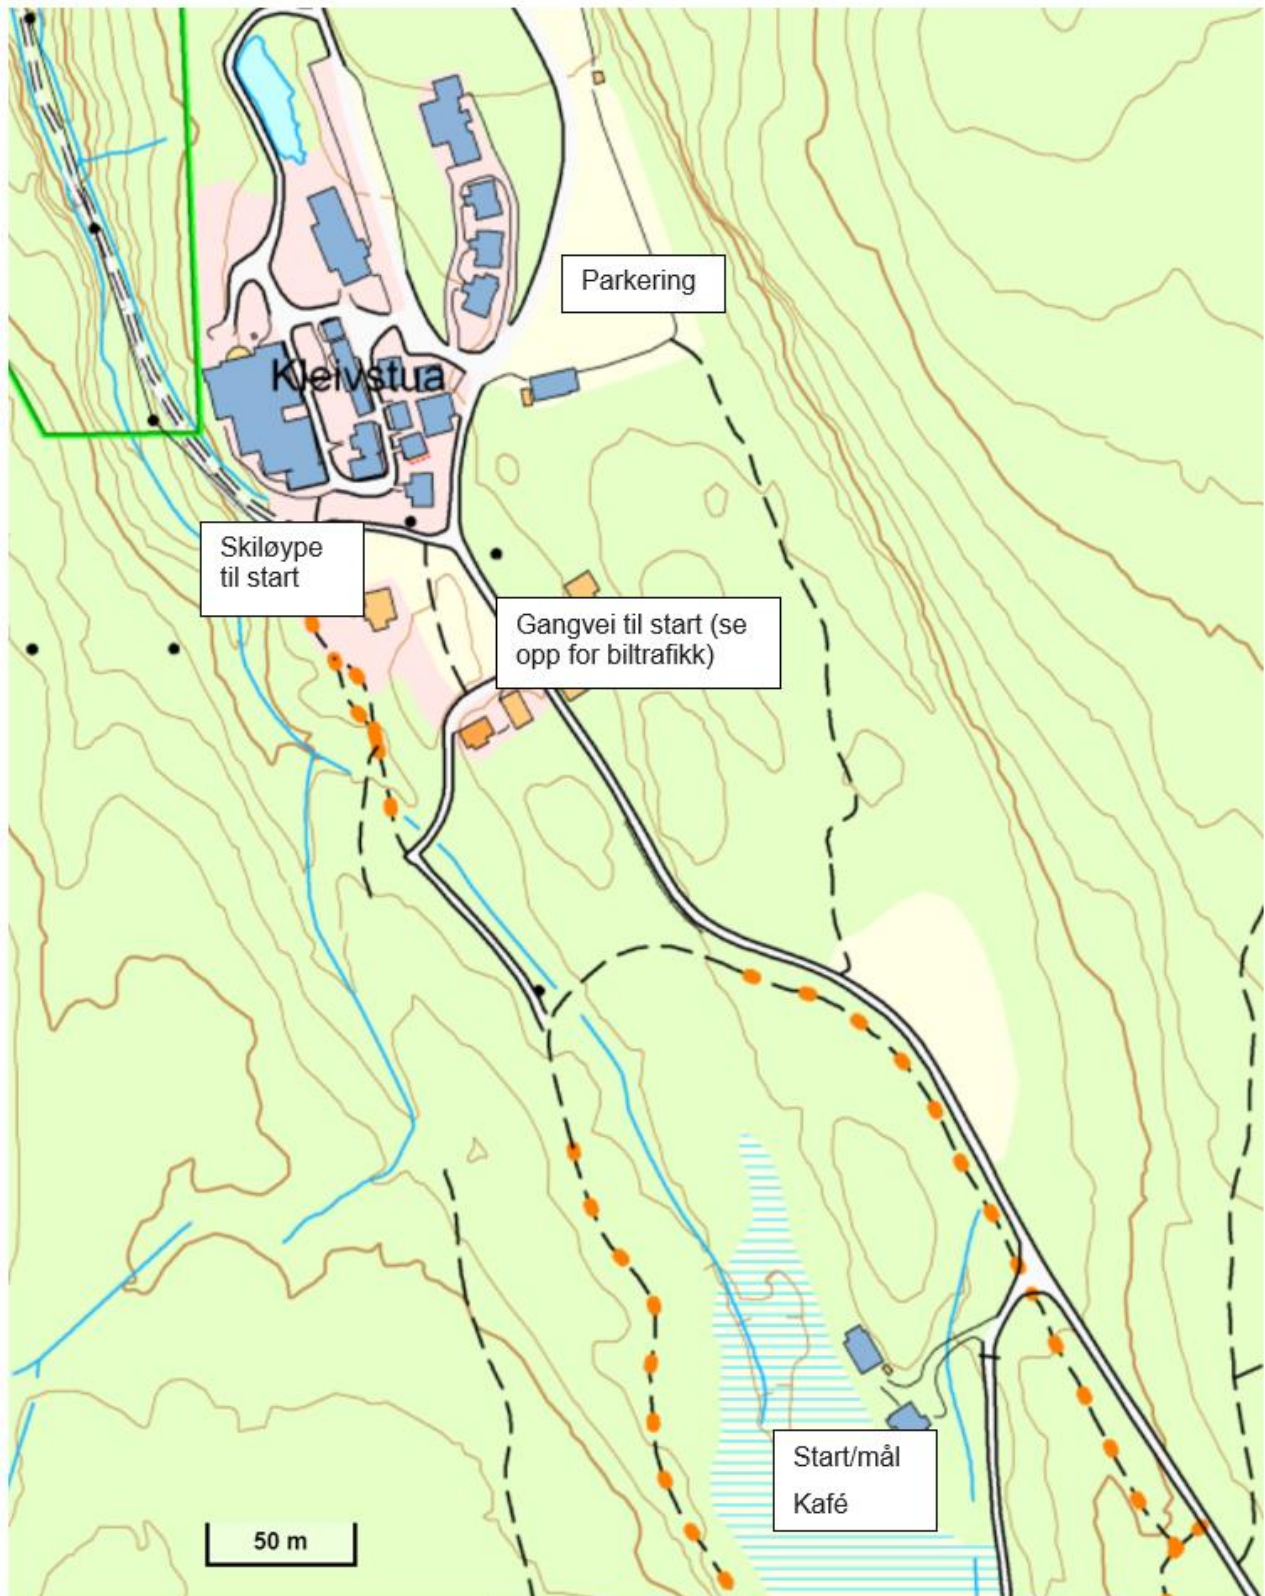 Parkering
Kleivstua
Skiløype
til start
Gangvei til start (se
opp for biltrafikk)
Start/mål
Kafé
50 m